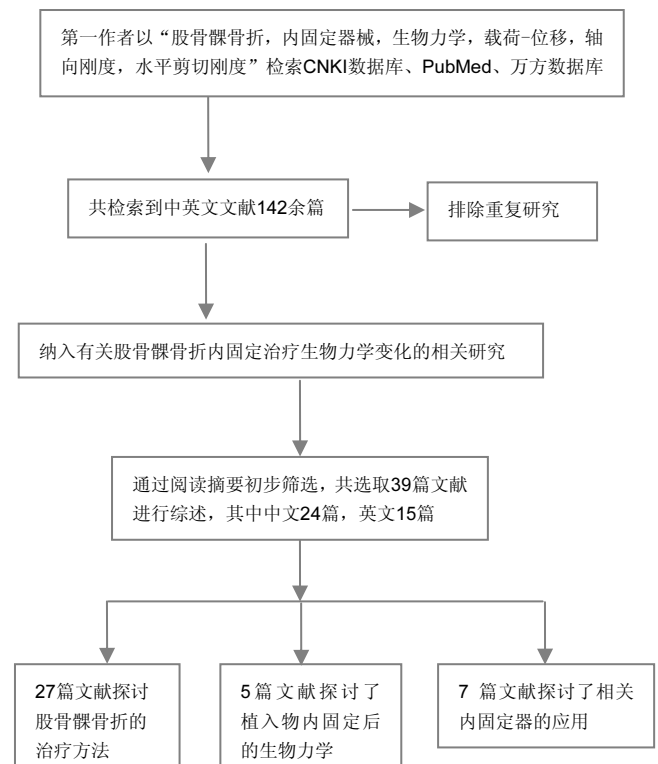 第一作者以“股骨髁骨折，内固定器械，生物力学，载荷-位移，轴
向刚度，水平剪切刚度”检索CNKI数据库、PubMed、万方数据库
共检索到中英文文献142余篇
排除重复研究
纳入有关股骨髁骨折内固定治疗生物力学变化的相关研究
通过阅读摘要初步筛选，共选取39篇文献
进行综述，其中中文24篇，英文15篇
27篇文献探讨
股骨髁骨折的
治疗方法
5篇文献探讨了
植入物内固定后
的生物力学
7 篇文献探讨了相关
内固定器的应用